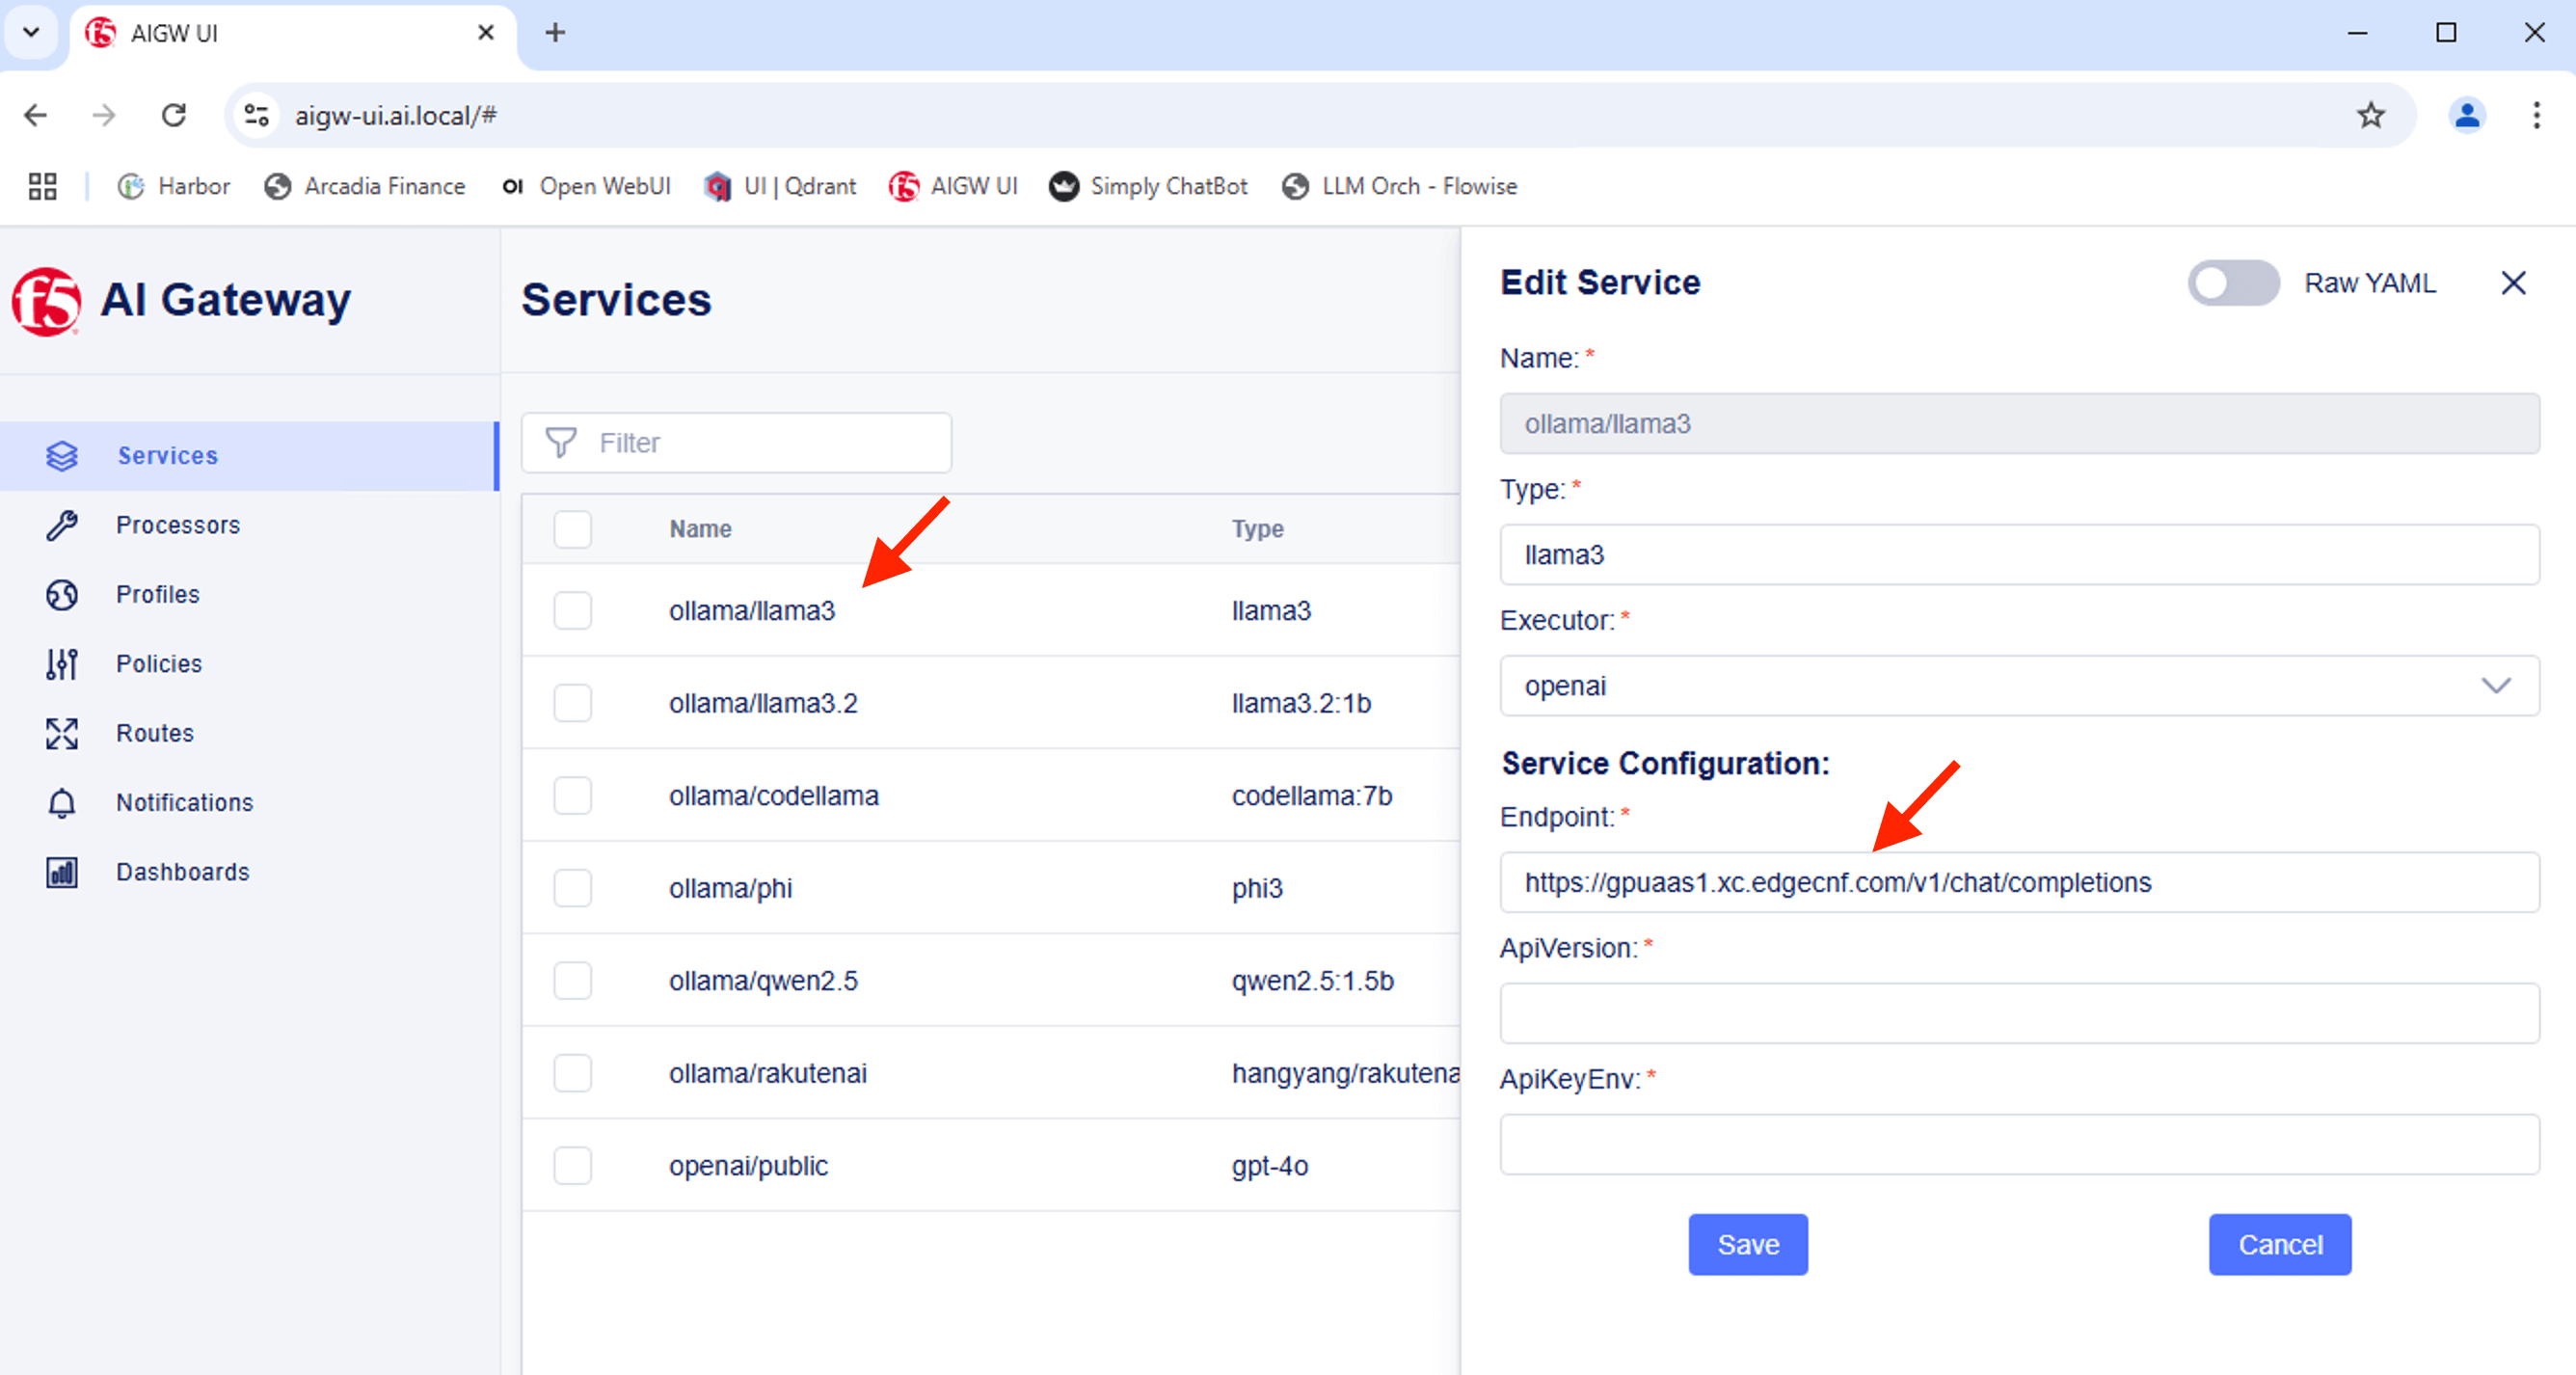 AIGW UI
aigw-ui.ai.local/#
Harbor
Arcadia Finance
OI Open WebUI
UI | Qdrant
AIGW UI
Simply ChatBot
LLM Orch - Flowise
f5 AI Gateway
Services
Processors
Profiles
Policies
Routes
Notifications
Dashboards
Services
Filter
Name Type
ollama/llama3 llama3
ollama/llama3.2 llama3.2:1b
ollama/codellama codellama:7b
ollama/phi phi3
ollama/qwen2.5 qwen2.5:1.5b
ollama/rakutenai hangyang/rakutena
openai/public gpt-4o
Edit Service
Raw YAML
Name: *
ollama/llama3
Type: *
llama3
Executor: *
openai
Service Configuration:
Endpoint: *
https://gpuaas1.xc.edgecnf.com/v1/chat/completions
ApiVersion: *
ApiKeyEnv: *
Save
Cancel